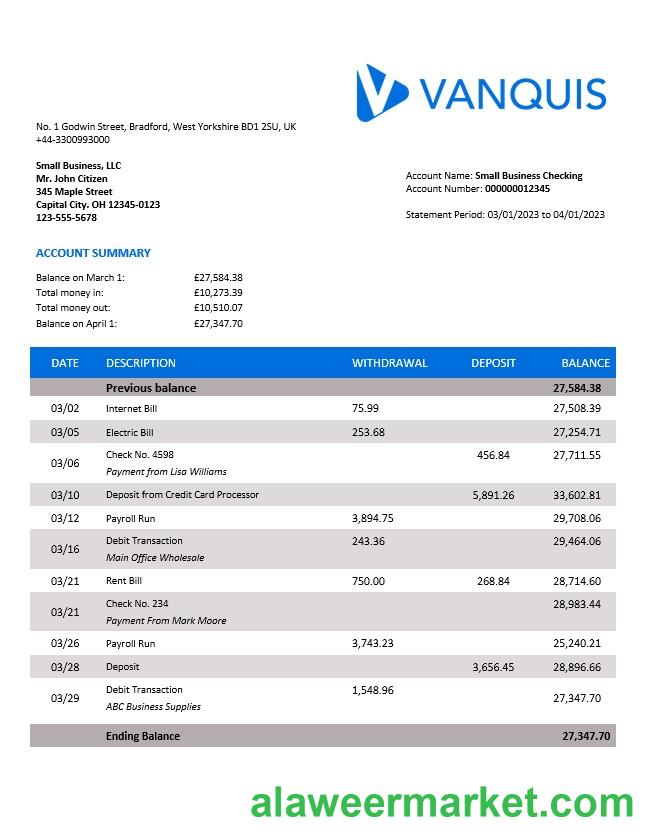 VANQUIS
No. 1 Godwin Street, Bradford, West Yorkshire BD1 2SU, UK
+44-3300993000
Small Business, LLC
Mr. John Citizen
345 Maple Street
Capital City. OH 12345-0123
123-555-5678
Account Name: Small Business Checking
Account Number: 000000012345
Statement Period: 03/01/2023 to 04/01/2023
ACCOUNT SUMMARY
Balance on March 1: £27,584.38
Total money in: £10,273.39
Total money out: £10,510.07
Balance on April 1: £27,347.70
DATE DESCRIPTION WITHDRAWAL DEPOSIT BALANCE
Previous balance 27,584.38
03/02 Internet Bill 75.99 27,508.39
03/05 Electric Bill 253.68 27,254.71
03/06 Check No. 4598 456.84 27,711.55
Payment from Lisa Williams
03/10 Deposit from Credit Card Processor 5,891.26 33,602.81
03/12 Payroll Run 3,894.75 29,708.06
03/16 Debit Transaction 243.36 29,464.06
Main Office Wholesale
03/21 Rent Bill 750.00 268.84 28,714.60
03/21 Check No. 234 28,983.44
Payment From Mark Moore
03/26 Payroll Run 3,743.23 25,240.21
03/28 Deposit 3,656.45 28,896.66
03/29 Debit Transaction 1,548.96 27,347.70
ABC Business Supplies
Ending Balance 27,347.70
alaweermarket.com